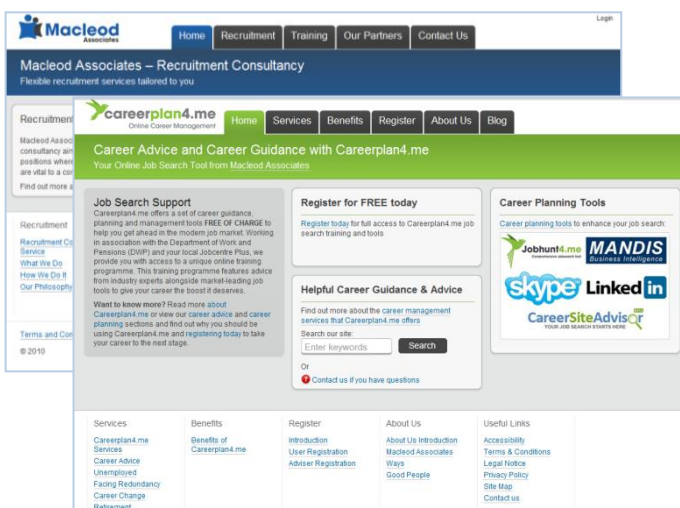 Login
Macleod
Associates
Home Recruitment Training Our Partners Contact Us
Macleod Associates – Recruitment Consultancy
Flexible recruitment services tailored to you
Recruitment
Macleod Assoc
consultancy aim
positions where
are vital to a con
Find out more a
Recruitment
Recruitment Co
Service
What We Do
How We Do It
Our Philosophy
Terms and Con
© 2010
careerplan4.me
Online Career Management
Home Services Benefits Register About Us Blog
Career Advice and Career Guidance with Careerplan4.me
Your Online Job Search Tool from Macleod Associates
Job Search Support
Careerplan4.me offers a set of career guidance,
planning and management tools FREE OF CHARGE to
help you get ahead in the modern job market. Working
in association with the Department of Work and
Pensions (DWP) and your local Jobcentre Plus, we
provide you with access to a unique online training
programme. This training programme features advice
from industry experts alongside market-leading job
tools to give your career the boost it deserves.
Want to know more? Read more about
Careerplan4.me or view our career advice and career
planning sections and find out why you should be
using Careerplan4.me and registering today to take
your career to the next stage.
Register for FREE today
Register today for full access to Careerplan4.me job
search training and tools
Helpful Career Guidance & Advice
Find out more about the career management
services that Careerplan4.me offers
Search our site:
Enter keywords Search
Or
Contact us if you have questions
Career Planning Tools
Career planning tools to enhance your job search:
Jobhunt4.me
MANDIS
Business Intelligence
skype
Linked in
CareerSiteAdvisor
YOUR JOB SEARCH STARTS HERE
Services
Careerplan4.me
Services
Career Advice
Unemployed
Facing Redundancy
Career Change
Retirement
Benefits
Benefits of
Careerplan4.me
Register
Introduction
User Registration
Adviser Registration
About Us
About Us Introduction
Macleod Associates
Ways
Good People
Useful Links
Accessibility
Terms & Conditions
Legal Notice
Privacy Policy
Site Map
Contact us